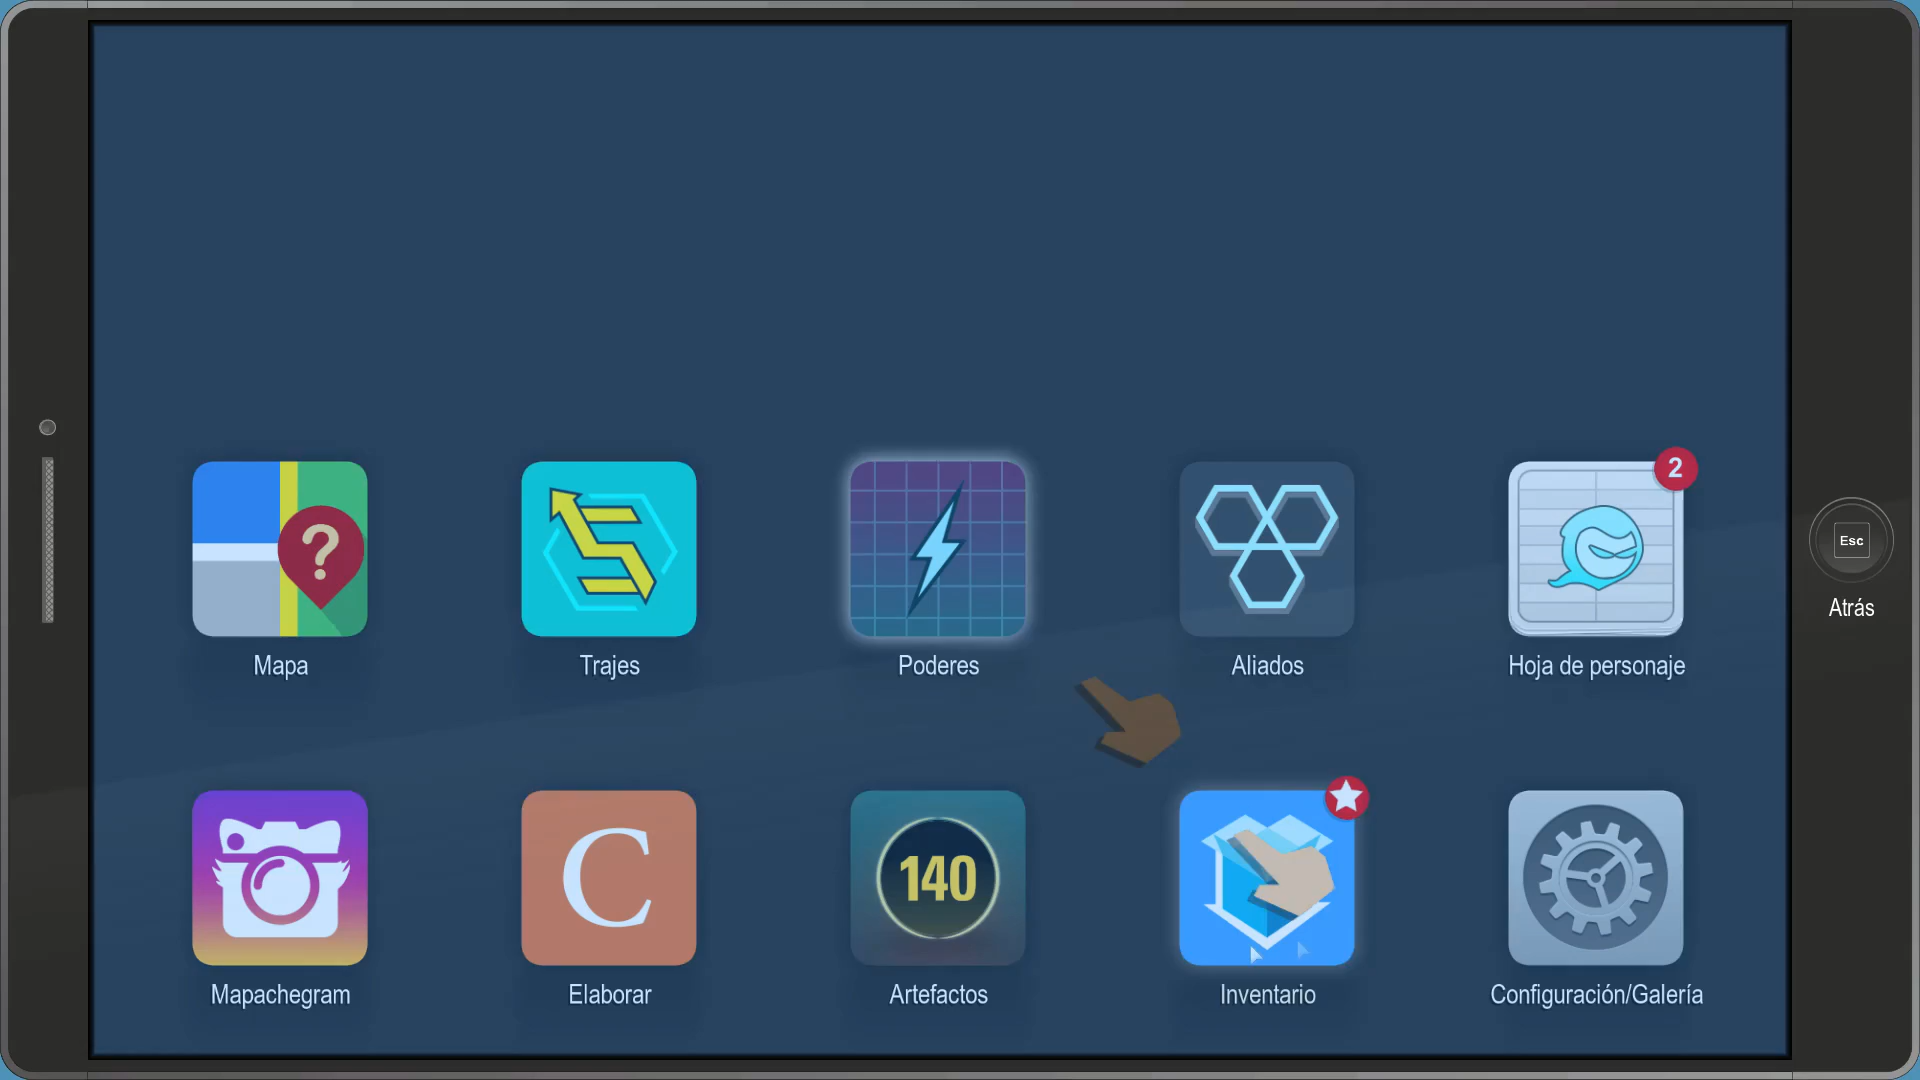 2
?
Esc
Atrás
Mapa
Trajes
Poderes
Aliados
Hoja de personaje
C
140
Mapachegram
Elaborar
Artefactos
Inventario
Configuración/Galería